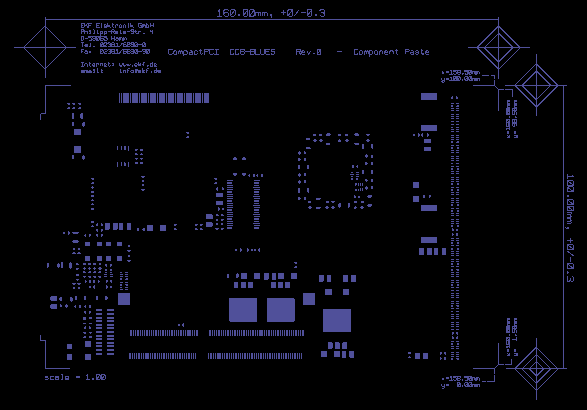 160.00mm, +0/-0.3
EKF Elektronik GmbH
Philipp-Reis-Str. 4
D-59065 Hamm
Tel. 02381/6890-0
Fax 02381/6890-90
CompactPCI CC8-BLUES Rev.0 - Component Paste
Internet: www.ekf.de
email: info@ekf.de
x=158.50mm
y=100.00mm
100.00mm, +0/-0.3
x=158.50mm
y= 0.00mm
scale = 1.00